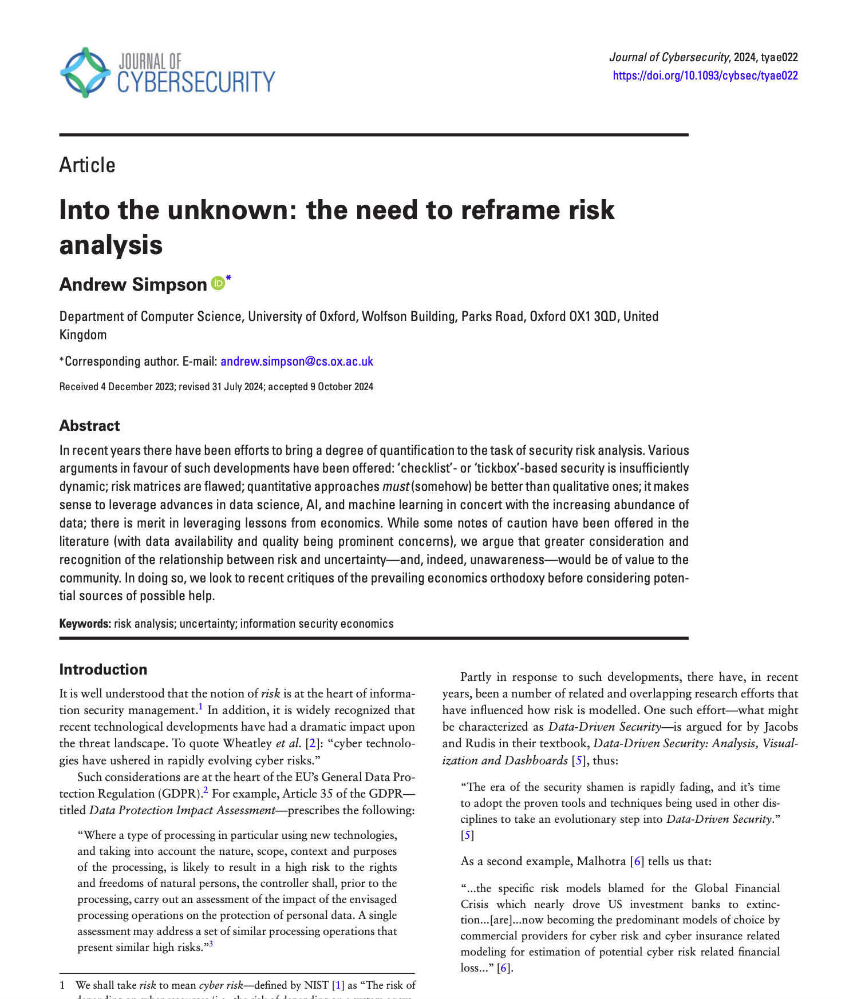 JOURNAL OF
CYBERSECURITY
Journal of Cybersecurity, 2024, tyae022
https://doi.org/10.1093/cybsec/tyae022
Article
Into the unknown: the need to reframe risk
analysis
Andrew Simpson iD *
Department of Computer Science, University of Oxford, Wolfson Building, Parks Road, Oxford OX1 3QD, United
Kingdom
*Corresponding author. E-mail: andrew.simpson@cs.ox.ac.uk
Received 4 December 2023; revised 31 July 2024; accepted 9 October 2024
Abstract
In recent years there have been efforts to bring a degree of quantification to the task of security risk analysis. Various
arguments in favour of such developments have been offered: ‘checklist’- or ‘tickbox’-based security is insufficiently
dynamic; risk matrices are flawed; quantitative approaches must (somehow) be better than qualitative ones; it makes
sense to leverage advances in data science, AI, and machine learning in concert with the increasing abundance of
data; there is merit in leveraging lessons from economics. While some notes of caution have been offered in the
literature (with data availability and quality being prominent concerns), we argue that greater consideration and
recognition of the relationship between risk and uncertainty—and, indeed, unawareness—would be of value to the
community. In doing so, we look to recent critiques of the prevailing economics orthodoxy before considering poten-
tial sources of possible help.
Keywords: risk analysis; uncertainty; information security economics
Introduction
It is well understood that the notion of risk is at the heart of informa-
tion security management.1 In addition, it is widely recognized that
recent technological developments have had a dramatic impact upon
the threat landscape. To quote Wheatley et al. [2]: “cyber technolo-
gies have ushered in rapidly evolving cyber risks.”
Such considerations are at the heart of the EU’s General Data Pro-
tection Regulation (GDPR).2 For example, Article 35 of the GDPR—
titled Data Protection Impact Assessment—prescribes the following:
“Where a type of processing in particular using new technologies,
and taking into account the nature, scope, context and purposes
of the processing, is likely to result in a high risk to the rights
and freedoms of natural persons, the controller shall, prior to the
processing, carry out an assessment of the impact of the envisaged
processing operations on the protection of personal data. A single
assessment may address a set of similar processing operations that
present similar high risks.”3
1 We shall take risk to mean cyber risk—defined by NIST [1] as “The risk of
depending on cyber resources (i.e., the risk of depending on a system or sys-
Partly in response to such developments, there have, in recent
years, been a number of related and overlapping research efforts that
have influenced how risk is modelled. One such effort—what might
be characterized as Data-Driven Security—is argued for by Jacobs
and Rudis in their textbook, Data-Driven Security: Analysis, Visual-
ization and Dashboards [5], thus:
“The era of the security shamen is rapidly fading, and it’s time
to adopt the proven tools and techniques being used in other dis-
ciplines to take an evolutionary step into Data-Driven Security.”
[5]
As a second example, Malhotra [6] tells us that:
“...the specific risk models blamed for the Global Financial
Crisis which nearly drove US investment banks to extinc-
tion...[are]...now becoming the predominant models of choice by
commercial providers for cyber risk and cyber insurance related
modeling for estimation of potential cyber risk related financial
loss...” [6].